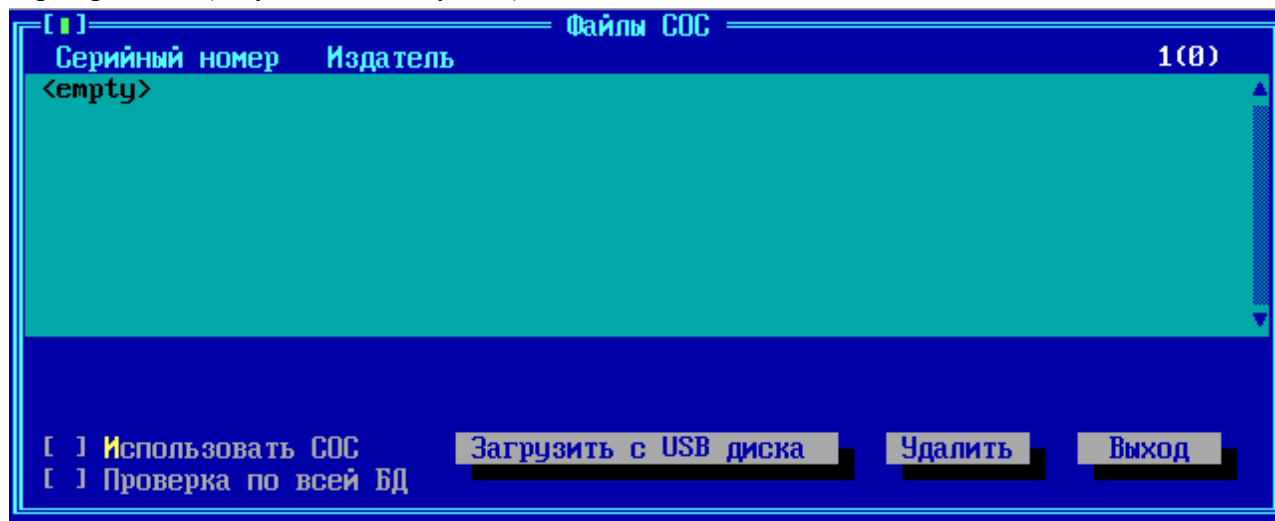 [ ] Файлы СОС
Серийный номер Издатель 1(0)
<empty>
[ ] Использовать СОС Загрузить с USB диска Удалить Выход
[ ] Проверка по всей БД